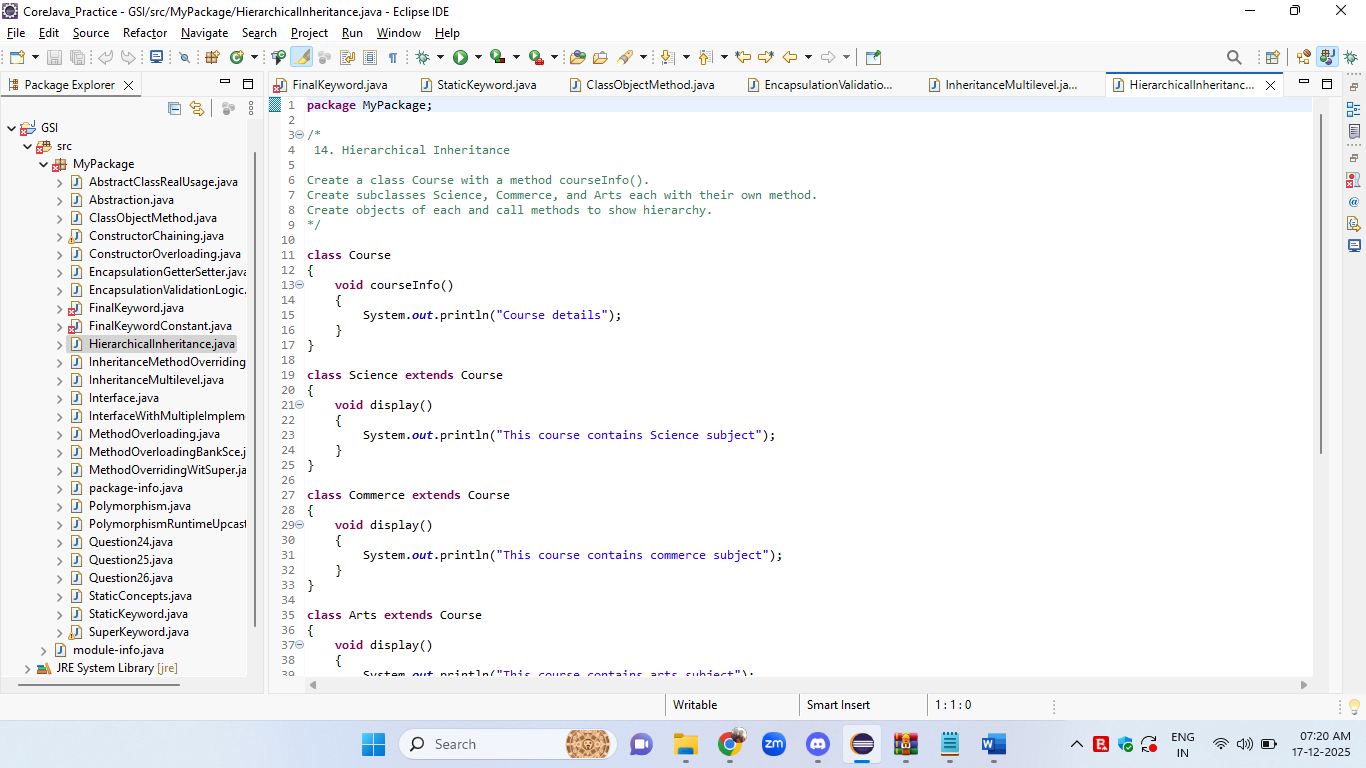 CoreJava_Practice - GSI/src/MyPackage/HierarchicalInheritance.java - Eclipse IDE
File Edit Source Refactor Navigate Search Project Run Window Help
Package Explorer
FinalKeyword.java StaticKeyword.java ClassObjectMethod.java EncapsulationValidatio... InheritanceMultilevel.ja... HierarchicalInheritanc...
GSI
src
MyPackage
AbstractClassRealUsage.java
Abstraction.java
ClassObjectMethod.java
ConstructorChaining.java
ConstructorOverloading.java
EncapsulationGetterSetter.java
EncapsulationValidationLogic.
FinalKeyword.java
FinalKeywordConstant.java
HierarchicalInheritance.java
InheritanceMethodOverriding
InheritanceMultilevel.java
Interface.java
InterfaceWithMultipleImplem
MethodOverloading.java
MethodOverloadingBankSce.j
MethodOverridingWitSuper.ja
package-info.java
Polymorphism.java
PolymorphismRuntimeUpcast
Question24.java
Question25.java
Question26.java
StaticConcepts.java
StaticKeyword.java
SuperKeyword.java
module-info.java
JRE System Library [jre]
1 package MyPackage;
2
3 /*
4 14. Hierarchical Inheritance
5
6 Create a class Course with a method courseInfo().
7 Create subclasses Science, Commerce, and Arts each with their own method.
8 Create objects of each and call methods to show hierarchy.
9 */
10
11 class Course
12 {
13 void courseInfo()
14 {
15 System.out.println("Course details");
16 }
17 }
18
19 class Science extends Course
20 {
21 void display()
22 {
23 System.out.println("This course contains Science subject");
24 }
25 }
26
27 class Commerce extends Course
28 {
29 void display()
30 {
31 System.out.println("This course contains commerce subject");
32 }
33 }
34
35 class Arts extends Course
36 {
37 void display()
38 {
39 System.out.println("This course contains arts subject");
Writable Smart Insert 1 : 1 : 0
Search
zm
ENG
IN
07:20 AM
17-12-2025